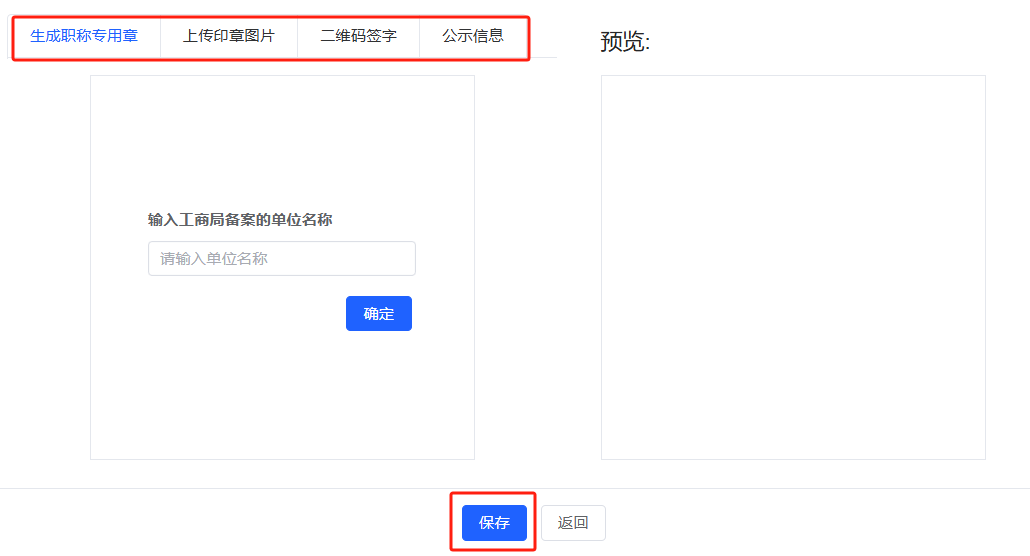 生成职称专用章 上传印章图片 二维码签字 公示信息
预览:
输入工商局备案的单位名称
请输入单位名称
确定
保存 返回